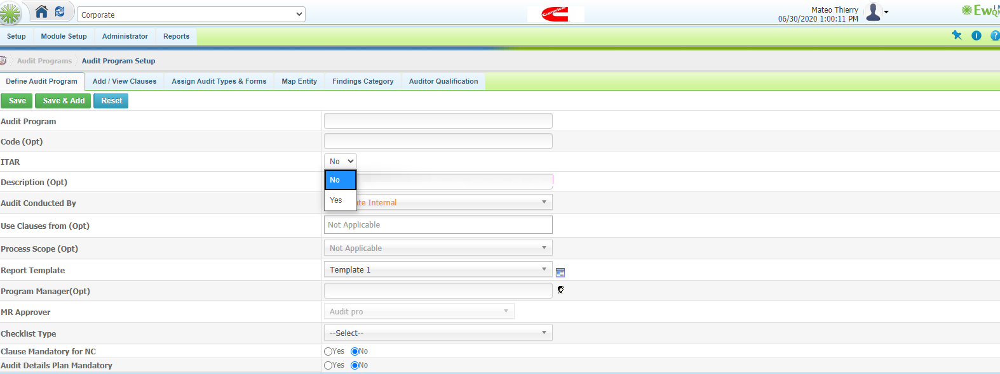 Corporate
Cummins
Mateo Thierry
06/30/2020 1:00:11 PM
Setup Module Setup Administrator Reports
Audit Programs Audit Program Setup
Define Audit Program Add / View Clauses Assign Audit Types & Forms Map Entity Findings Category Auditor Qualification
Save Save & Add Reset
Audit Program
Code (Opt)
ITAR No
No
Yes
Description (Opt)
Audit Conducted By Internal
Use Clauses from (Opt) Not Applicable
Process Scope (Opt) Not Applicable
Report Template Template 1
Program Manager(Opt)
MR Approver Audit pro
Checklist Type --Select--
Clause Mandatory for NC Yes No
Audit Details Plan Mandatory Yes No